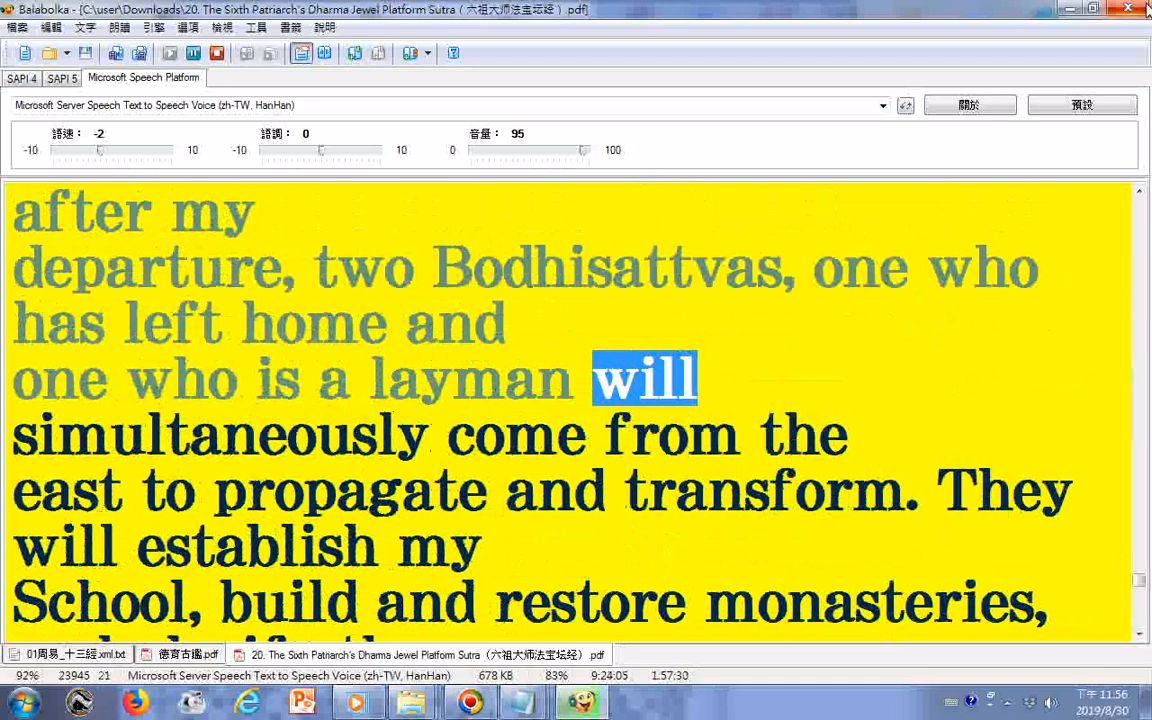 Balabolka - [C:\user\Downloads\20. The Sixth Patriarch's Dharma Jewel Platform Sutra（六祖大师法宝坛经）.pdf]
檔案 編輯 文字 朗讀 引擎 選項 檢視 工具 書籤 說明
SAPI 4 SAPI 5 Microsoft Speech Platform
Microsoft Server Speech Text to Speech Voice (zh-TW, HanHan) 關於 預設
語速： -2 語調： 0 音量： 95
-10 10 -10 10 0 100
after my
departure, two Bodhisattvas, one who
has left home and
one who is a layman will
simultaneously come from the
east to propagate and transform. They
will establish my
School, build and restore monasteries,
01周易_十三經.xml.txt 德育古鑑.pdf 20. The Sixth Patriarch's Dharma Jewel Platform Sutra（六祖大师法宝坛经）.pdf
92% 23945 21 Microsoft Server Speech Text to Speech Voice (zh-TW, HanHan) 678 KB 83% 9:24:05 1:57:30
下午 11:56
2019/8/30